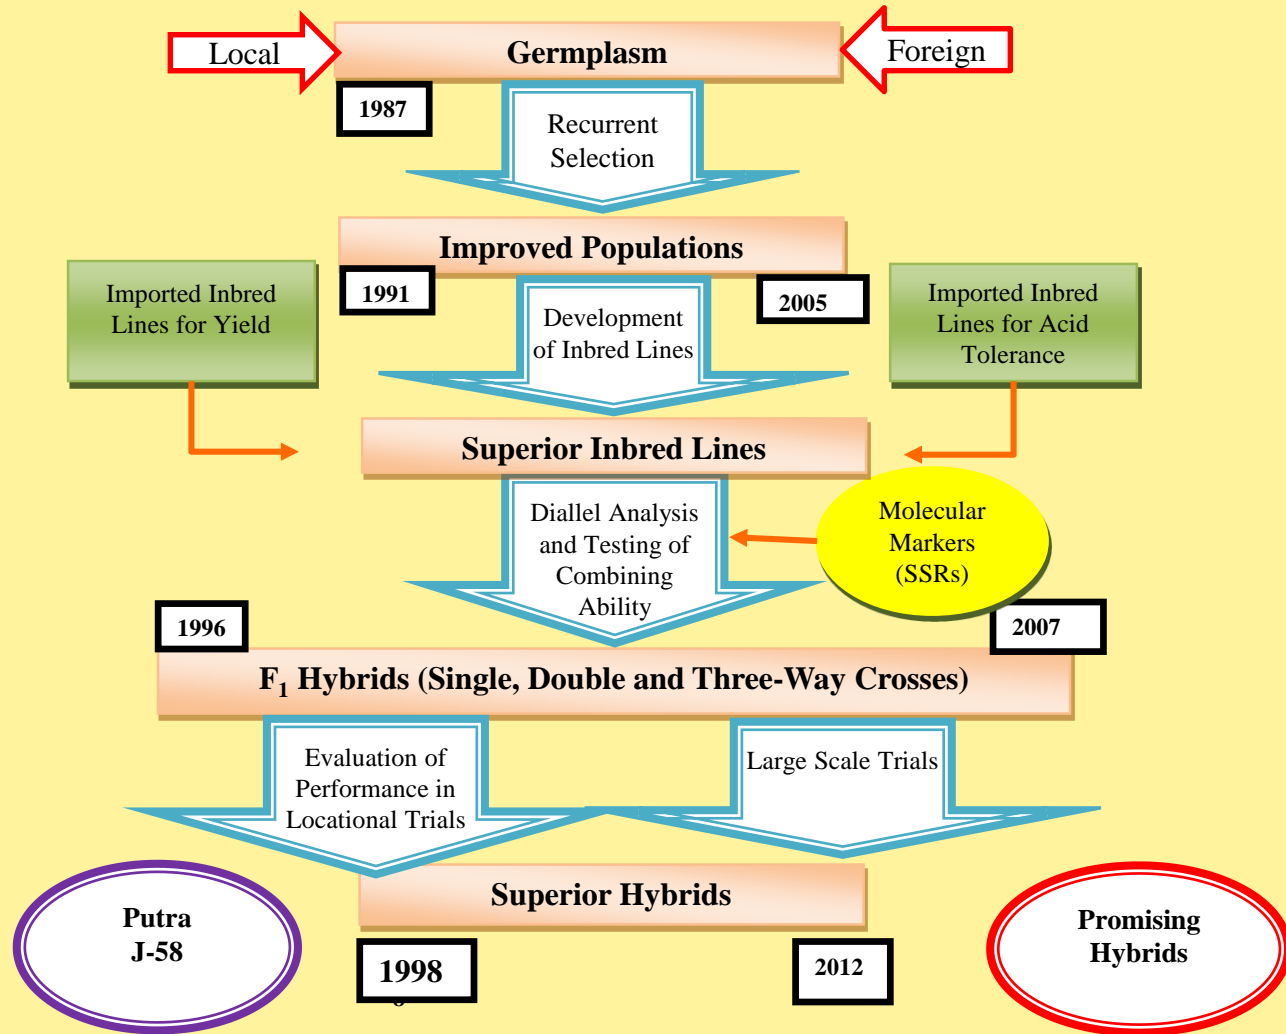 Local
Germplasm
Foreign
1987
Recurrent
Selection
Improved Populations
1991
2005
Imported Inbred
Lines for Yield
Development
of Inbred Lines
Imported Inbred
Lines for Acid
Tolerance
Superior Inbred Lines
Diallel Analysis
and Testing of
Combining
Ability
Molecular
Markers
(SSRs)
1996
2007
F₁ Hybrids (Single, Double and Three-Way Crosses)
Evaluation of
Performance in
Locational Trials
Large Scale Trials
Superior Hybrids
Putra
J-58
Promising
Hybrids
1998
2012